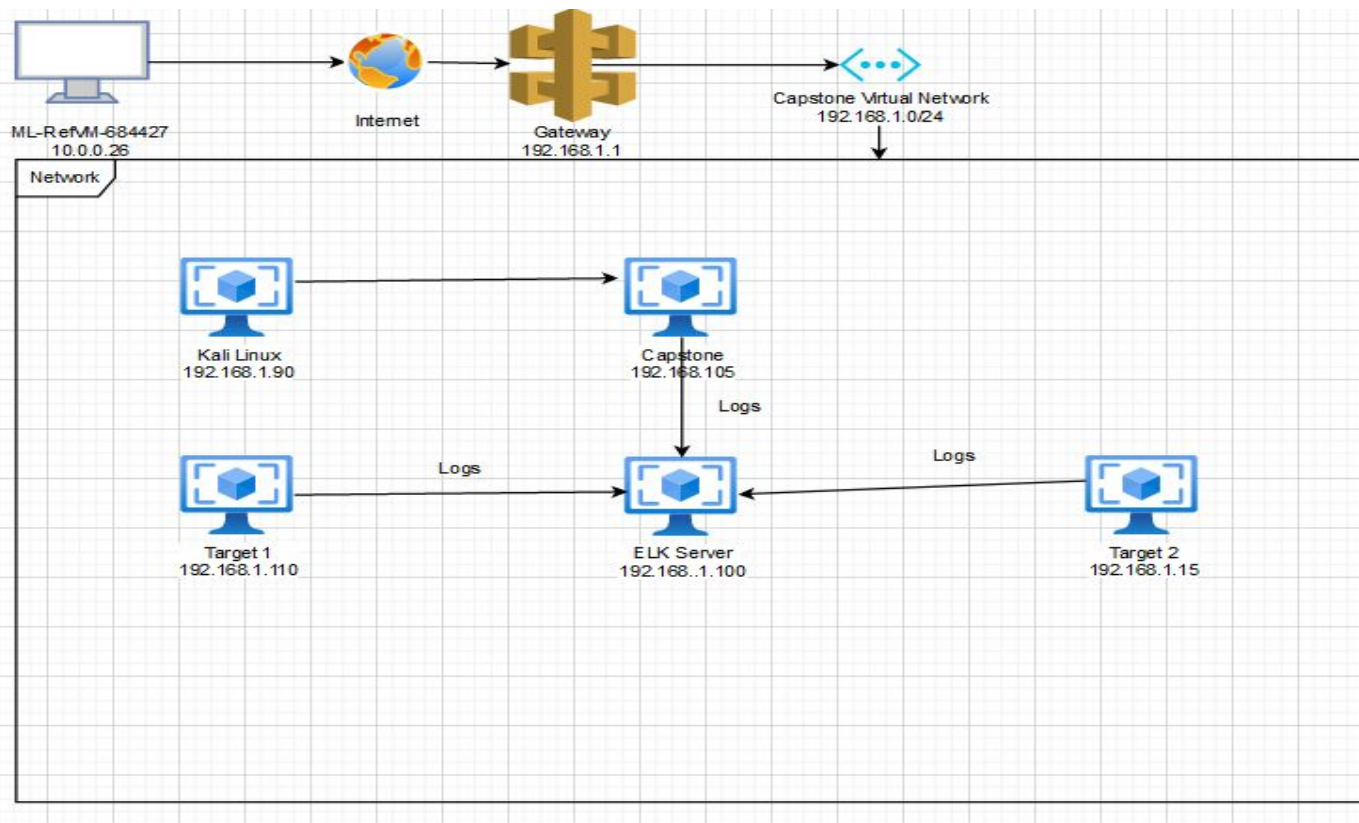 ML-RefVM-684427
10.0.0.26
Internet
Gateway
192.168.1.1
Capstone Virtual Network
192.168.1.0/24
Network
Kali Linux
192.168.1.90
Capstone
192.168.105
Logs
Target 1
192.168.1.110
Logs
ELK Server
192.168..1.100
Logs
Target 2
192.168.1.15